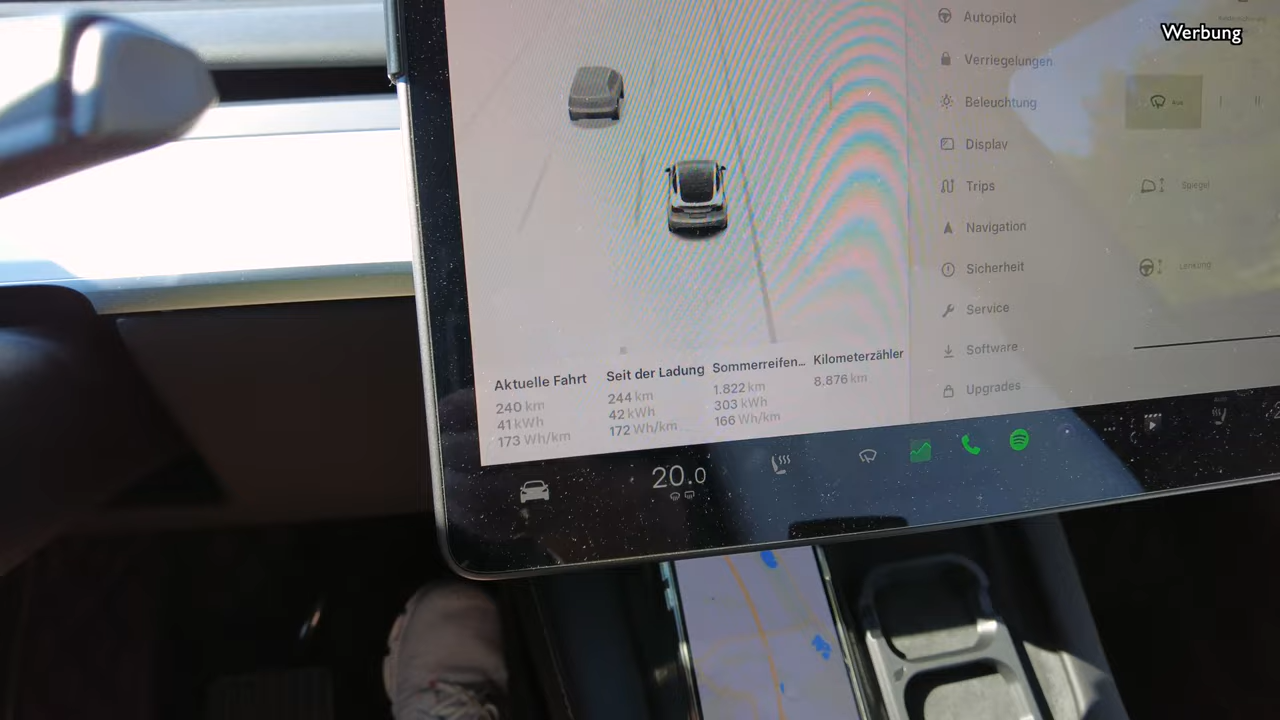 Werbung
Autopilot
Verriegelungen
Beleuchtung
Display
Trips
Navigation
Sicherheit
Service
Software
Upgrades
Aus
Spiegel
Lenkung
Aktuelle Fahrt
240 km
41 kWh
173 Wh/km
Seit der Ladung
244 km
42 kWh
172 Wh/km
Sommerreifen...
1.822 km
303 kWh
166 Wh/km
Kilometerzähler
8.876 km
20.0